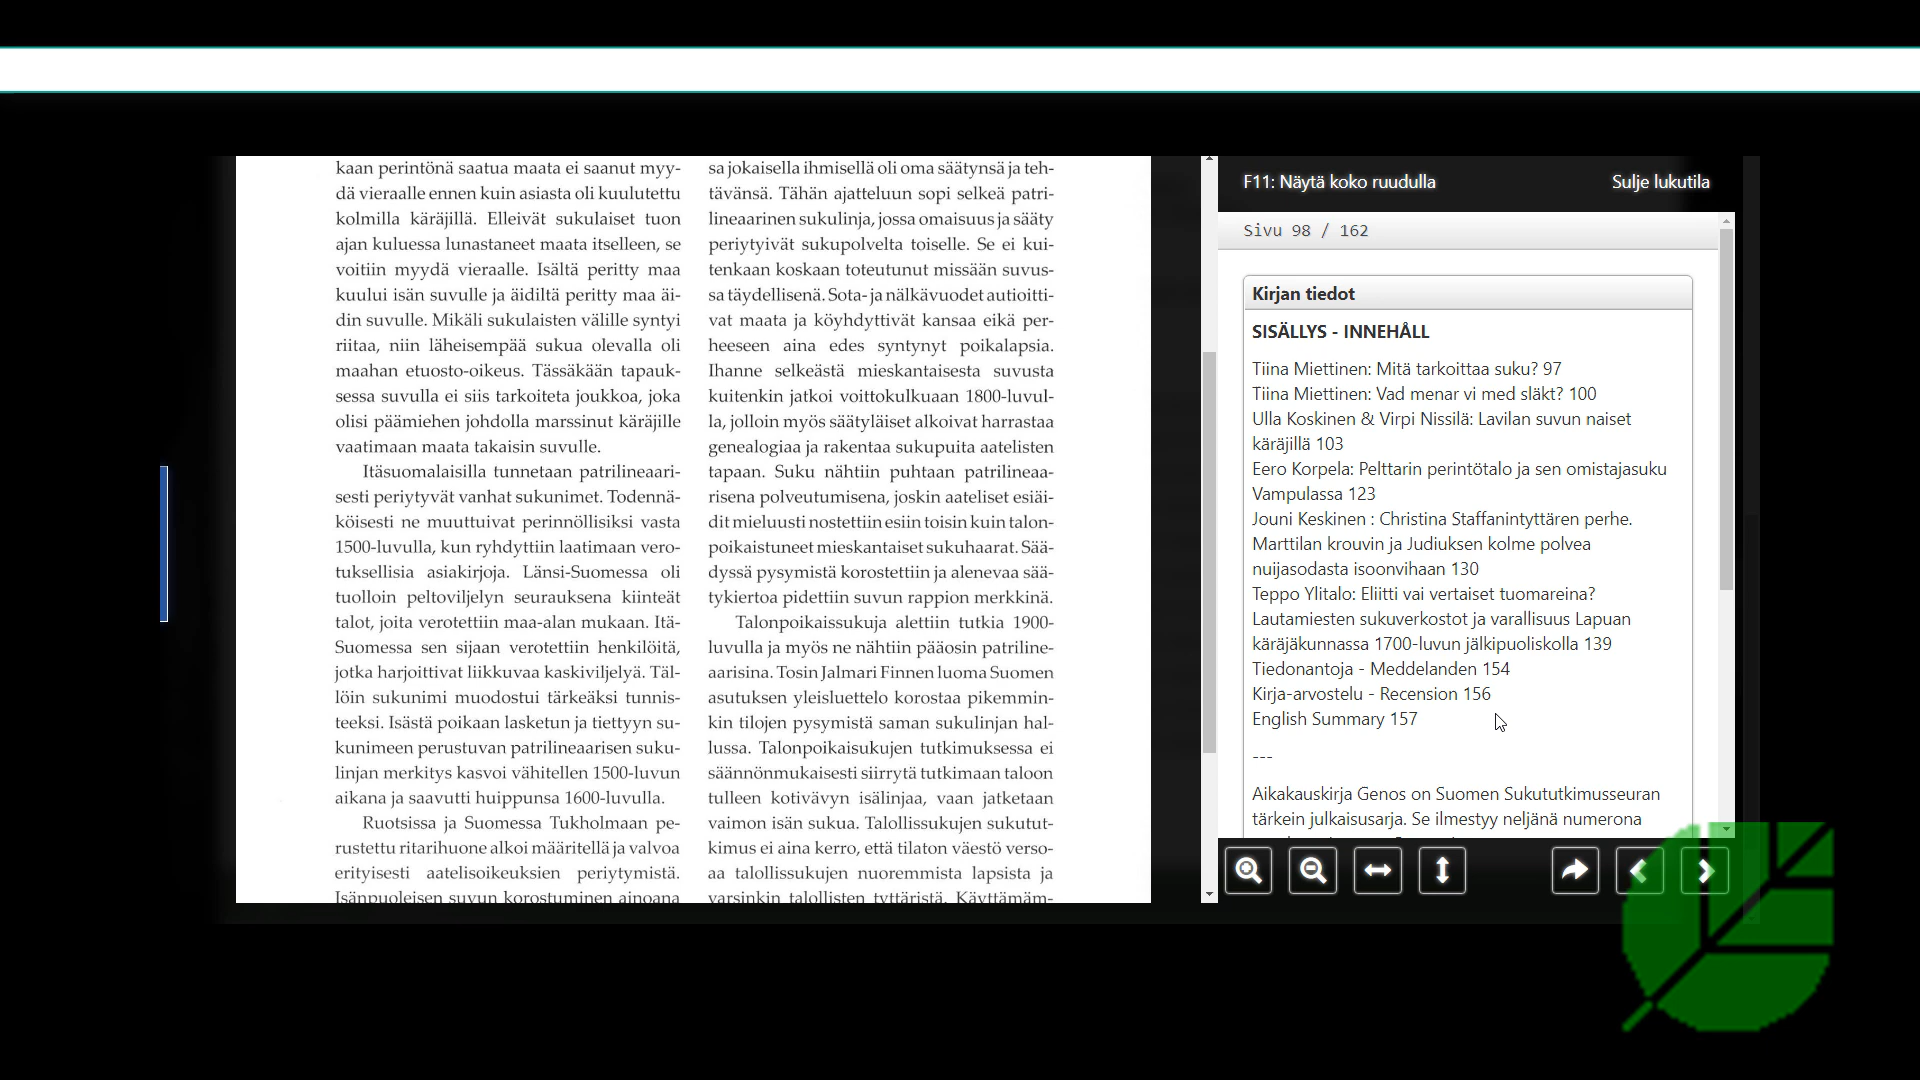 kaan perintönä saatua maata ei saanut myy-
dä vieraalle ennen kuin asiasta oli kuulutettu
kolmilla käräjillä. Elleivät sukulaiset tuon
ajan kuluessa lunastaneet maata itselleen, se
voitiin myydä vieraalle. Isältä peritty maa
kuului isän suvulle ja äidiltä peritty maa äi-
din suvulle. Mikäli sukulaisten välille syntyi
riitaa, niin läheisempää sukua olevalla oli
maahan etuosto-oikeus. Tässäkään tapauk-
sessa suvulla ei siis tarkoiteta joukkoa, joka
olisi päämiehen johdolla marssinut käräjille
vaatimaan maata takaisin suvulle.
Itäsuomalaisilla tunnetaan patrilineaari-
sesti periytyvät vanhat sukunimet. Todennä-
köisesti ne muuttuivat perinnöllisiksi vasta
1500-luvulla, kun ryhdyttiin laatimaan vero-
tuksellisia asiakirjoja. Länsi-Suomessa oli
tuolloin peltoviljelyn seurauksena kiinteät
talot, joita verotettiin maa-alan mukaan. Itä-
Suomessa sen sijaan verotettiin henkilöitä,
jotka harjoittivat liikkuvaa kaskiviljelyä. Täl-
löin sukunimi muodostui tärkeäksi tunnis-
teeksi. Isästä poikaan lasketun ja tiettyyn su-
kunimeen perustuvan patrilineaarisen suku-
linjan merkitys kasvoi vähitellen 1500-luvun
aikana ja saavutti huippunsa 1600-luvulla.
Ruotsissa ja Suomessa Tukholmaan pe-
rustettu ritarihuone alkoi määritellä ja valvoa
erityisesti aatelisoikeuksien periytymistä.
Isänpuoleisen suvun korostuminen ainoana
sa jokaisella ihmisellä oli oma säätynsä ja teh-
tävänsä. Tähän ajatteluun sopi selkeä patri-
lineaarinen sukulinja, jossa omaisuus ja sääty
periytyivät sukupolvelta toiselle. Se ei kui-
tenkaan koskaan toteutunut missään suvus-
sa täydellisenä. Sota- ja nälkävuodet autioitti-
vat maata ja köyhdyttivät kansaa eikä per-
heeseen aina edes syntynyt poikalapsia.
Ihanne selkeästä mieskantaisesta suvusta
kuitenkin jatkoi voittokulkuaan 1800-luvul-
la, jolloin myös säätyläiset alkoivat harrastaa
genealogiaa ja rakentaa sukupuita aatelisten
tapaan. Suku nähtiin puhtaan patrilineaa-
risena polveutumisena, joskin aateliset esiäi-
dit mieluusti nostettiin esiin toisin kuin talon-
poikaistuneet mieskantaiset sukuhaarat. Sää-
dyssä pysymistä korostettiin ja alenevaa sää-
tykiertoa pidettiin suvun rappion merkkinä.
Talonpoikaissukuja alettiin tutkia 1900-
luvulla ja myös ne nähtiin pääosin patriline-
aarisina. Tosin Jalmari Finnen luoma Suomen
asutuksen yleisluettelo korostaa pikemmin-
kin tilojen pysymistä saman sukulinjan hal-
lussa. Talonpoikaisukujen tutkimuksessa ei
säännönmukaisesti siirrytä tutkimaan taloon
tulleen kotivävyn isälinjaa, vaan jatketaan
vaimon isän sukua. Talollissukujen sukutut-
kimus ei aina kerro, että tilaton väestö verso-
aa talollissukujen nuoremmista lapsista ja
varsinkin talollisten tyttäristä. Käyttämäm-
F11: Näytä koko ruudulla Sulje lukutila
Sivu 98 / 162
Kirjan tiedot
SISÄLLYS - INNEHÅLL
Tiina Miettinen: Mitä tarkoittaa suku? 97
Tiina Miettinen: Vad menar vi med släkt? 100
Ulla Koskinen & Virpi Nissilä: Lavilan suvun naiset
käräjillä 103
Eero Korpela: Pelttarin perintötalo ja sen omistajasuku
Vampulassa 123
Jouni Keskinen : Christina Staffanintyttären perhe.
Marttilan krouvin ja Judiuksen kolme polvea
nuijasodasta isoonvihaan 130
Teppo Ylitalo: Eliitti vai vertaiset tuomareina?
Lautamiesten sukuverkostot ja varallisuus Lapuan
käräjäkunnassa 1700-luvun jälkipuoliskolla 139
Tiedonantoja - Meddelanden 154
Kirja-arvostelu - Recension 156
English Summary 157
---
Aikakauskirja Genos on Suomen Sukututkimusseuran
tärkein julkaisusarja. Se ilmestyy neljänä numerona